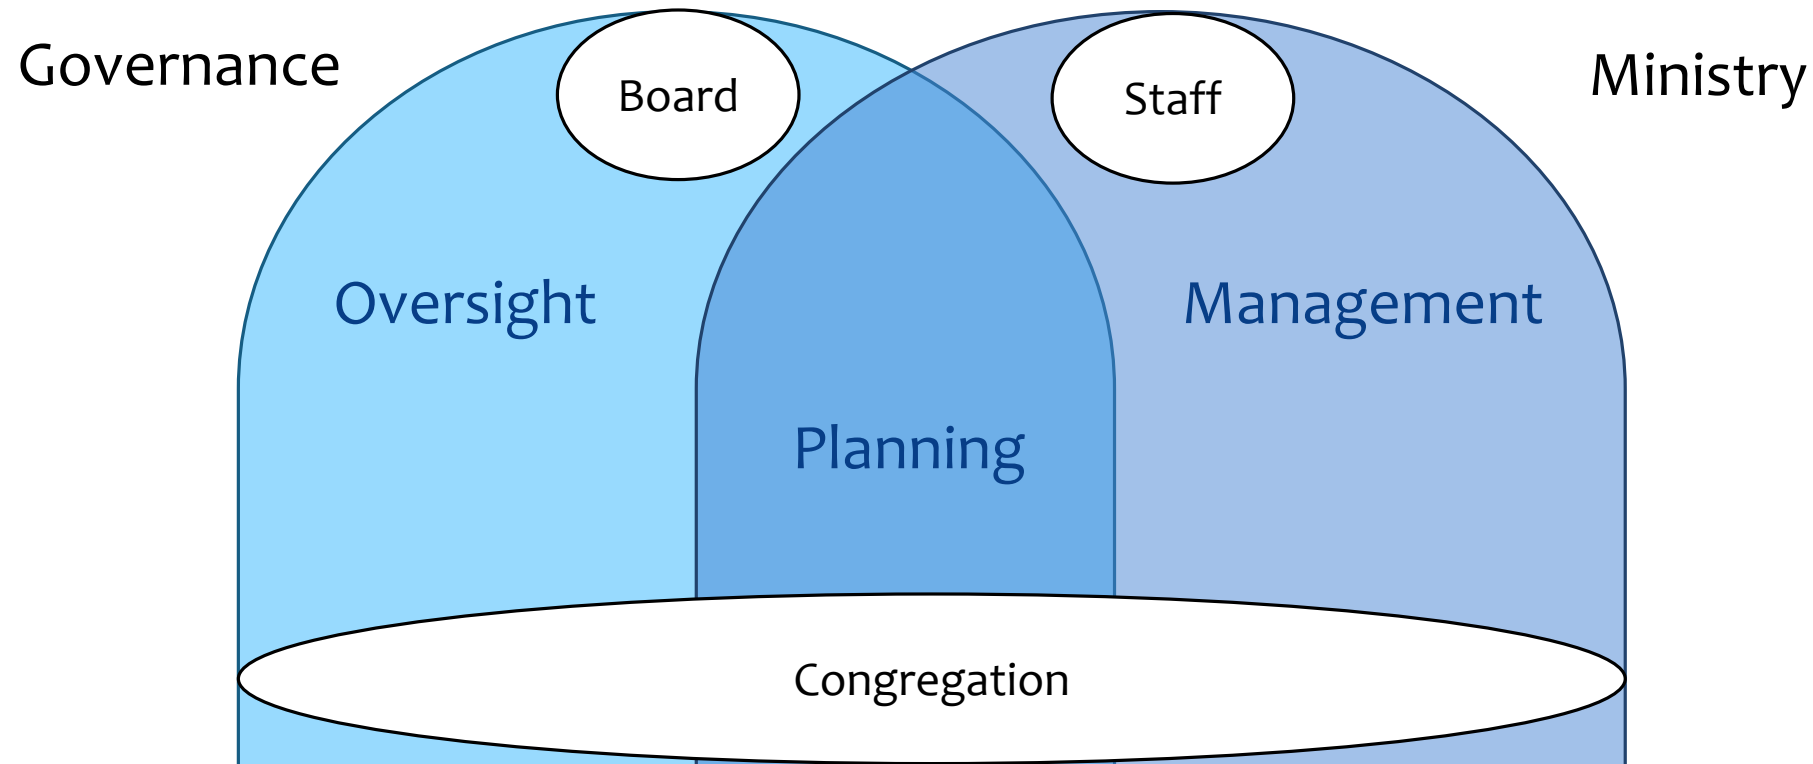 Governance
Board
Staff
Ministry
Oversight
Management
Planning
Congregation